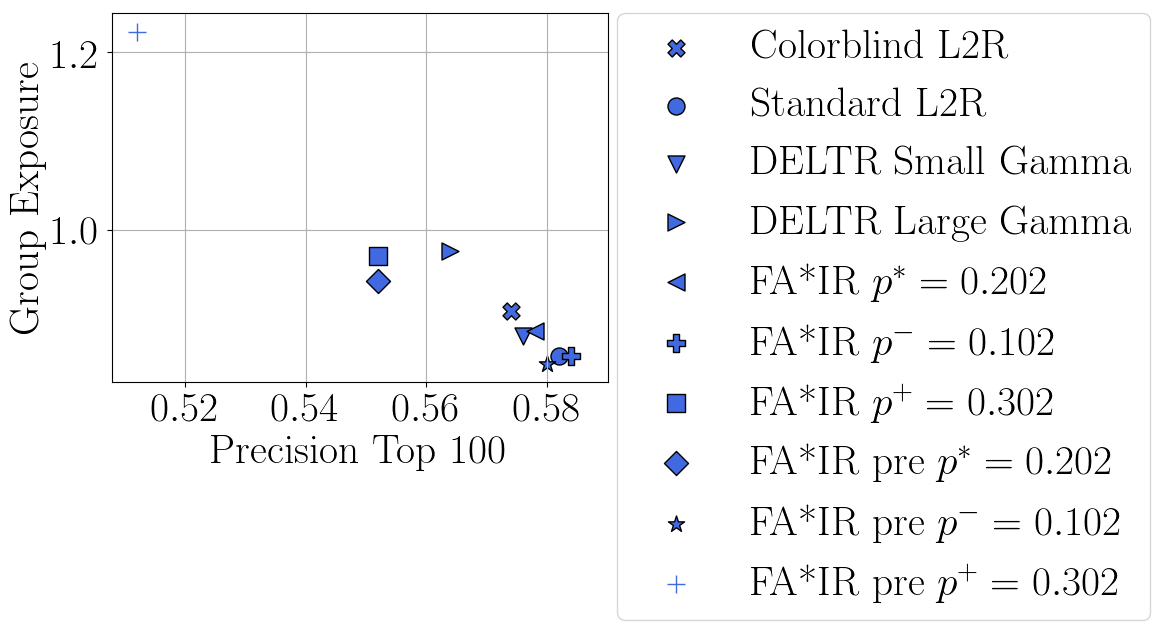 1.2
1.0
Group Exposure
0.52 0.54 0.56 0.58
Precision Top 100
Colorblind L2R
Standard L2R
DELTR Small Gamma
DELTR Large Gamma
FA*IR p* = 0.202
FA*IR p⁻ = 0.102
FA*IR p⁺ = 0.302
FA*IR pre p* = 0.202
FA*IR pre p⁻ = 0.102
FA*IR pre p⁺ = 0.302